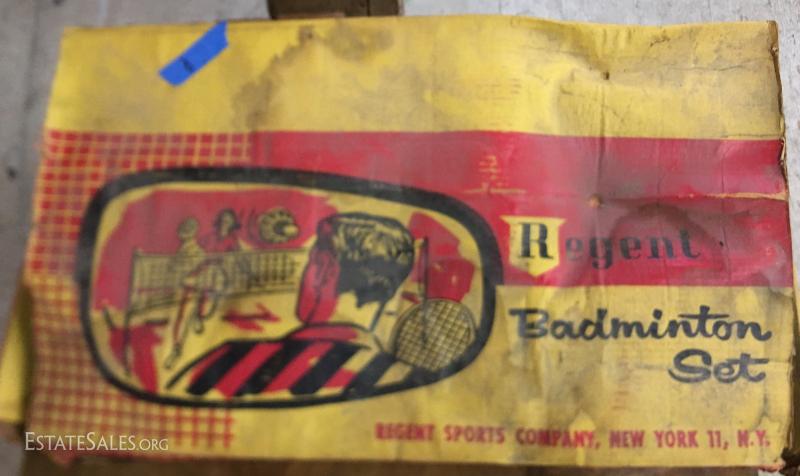 Regent
Badminton
Set
REGENT SPORTS COMPANY, NEW YORK 11, N.Y.
ESTATESALES.ORG